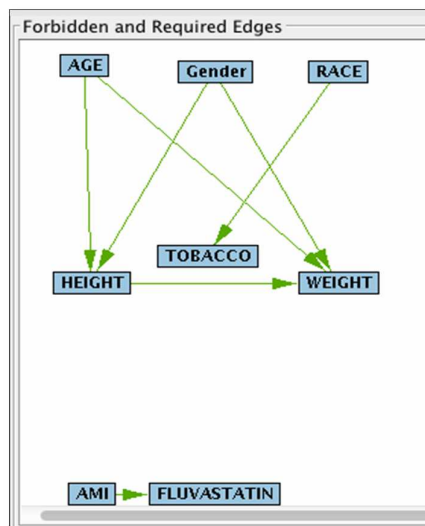 Forbidden and Required Edges
AGE
Gender
RACE
TOBACCO
HEIGHT
WEIGHT
AMI
FLUVASTATIN